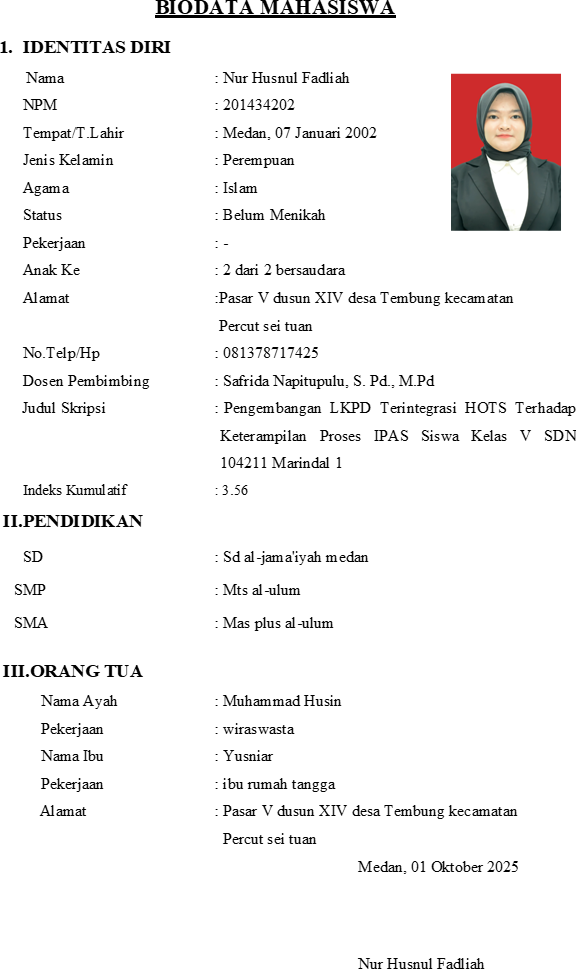 BIODATA MAHASISWA
1. IDENTITAS DIRI
Nama : Nur Husnul Fadliah
NPM : 201434202
Tempat/T.Lahir : Medan, 07 Januari 2002
Jenis Kelamin : Perempuan
Agama : Islam
Status : Belum Menikah
Pekerjaan : -
Anak Ke : 2 dari 2 bersaudara
Alamat :Pasar V dusun XIV desa Tembung kecamatan
Percut sei tuan
No.Telp/Hp : 081378717425
Dosen Pembimbing : Safrida Napitupulu, S. Pd., M.Pd
Judul Skripsi : Pengembangan LKPD Terintegrasi HOTS Terhadap
Keterampilan Proses IPAS Siswa Kelas V SDN
104211 Marindal 1
Indeks Kumulatif : 3.56
II.PENDIDIKAN
SD : Sd al-jama'iyah medan
SMP : Mts al-ulum
SMA : Mas plus al-ulum
III.ORANG TUA
Nama Ayah : Muhammad Husin
Pekerjaan : wiraswasta
Nama Ibu : Yusniar
Pekerjaan : ibu rumah tangga
Alamat : Pasar V dusun XIV desa Tembung kecamatan
Percut sei tuan
Medan, 01 Oktober 2025
Nur Husnul Fadliah